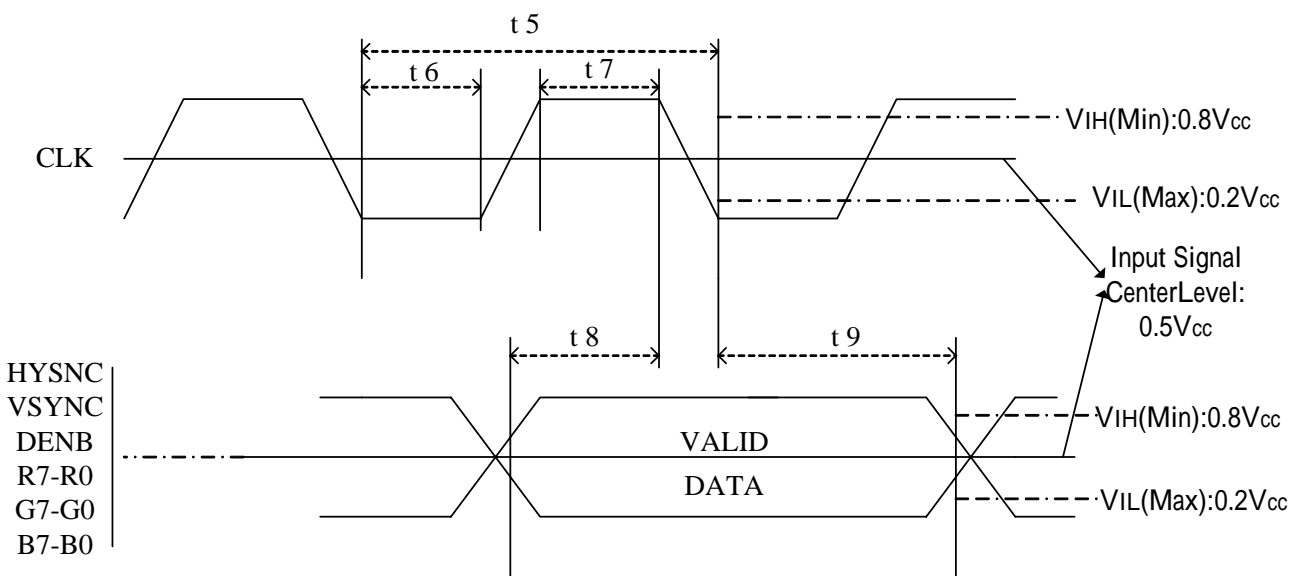 t 5
t 6
t 7
VIH(Min):0.8Vcc
CLK
VIL(Max):0.2Vcc
Input Signal
CenterLevel:
0.5Vcc
t 8
t 9
HYSNC
VSYNC
DENB
R7-R0
G7-G0
B7-B0
VALID
DATA
VIH(Min):0.8Vcc
VIL(Max):0.2Vcc